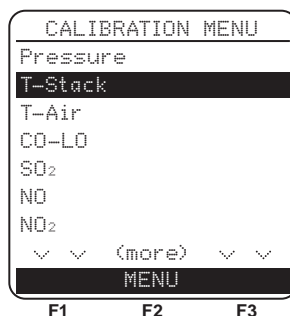 CALIBRATION MENU
Pressure
T-Stack
T-Air
CO-LO
SO₂
NO
NO₂
(more)
MENU
F1 F2 F3